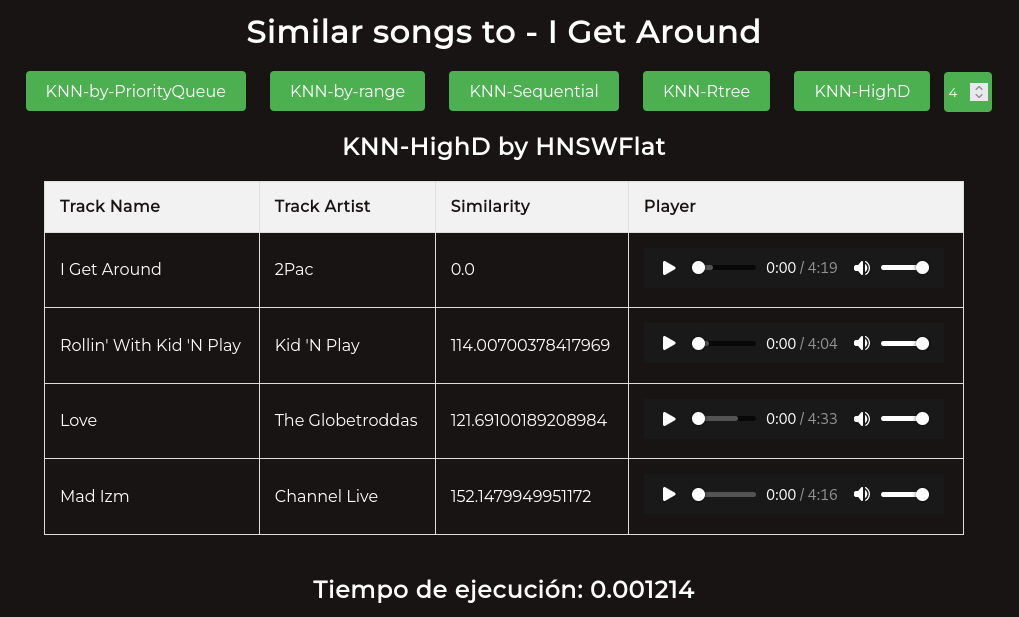 Similar songs to - I Get Around
KNN-by-PriorityQueue KNN-by-range KNN-Sequential KNN-Rtree KNN-HighD 4
KNN-HighD by HNSWFlat
Track Name Track Artist Similarity Player
I Get Around 2Pac 0.0 0:00 / 4:19
Rollin' With Kid 'N Play Kid 'N Play 114.00700378417969 0:00 / 4:04
Love The Globetroddas 121.69100189208984 0:00 / 4:33
Mad Izm Channel Live 152.1479949951172 0:00 / 4:16
Tiempo de ejecución: 0.001214